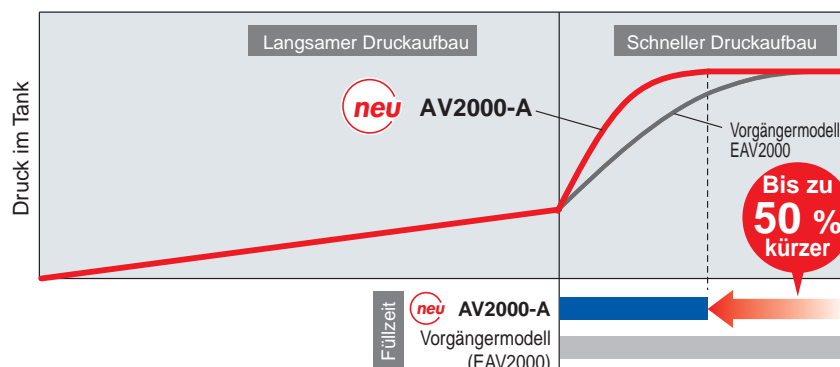 Langsamer Druckaufbau
Schneller Druckaufbau
Druck im Tank
neu AV2000-A
Vorgängermodell
EAV2000
Bis zu
50 %
kürzer
Füllzeit
neu AV2000-A
Vorgängermodell
(EAV2000)